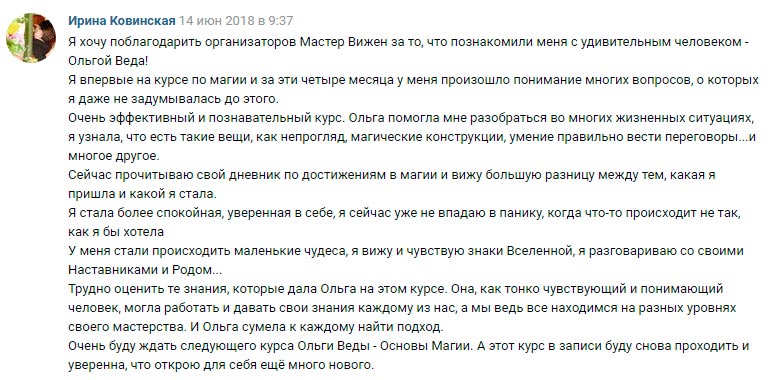 Ирина Ковинская 14 июн 2018 в 9:37
Я хочу поблагодарить организаторов Мастер Вижен за то, что познакомили меня с удивительным человеком -
Ольгой Веда!
Я впервые на курсе по магии и за эти четыре месяца у меня произошло понимание многих вопросов, о которых
я даже не задумывалась до этого.
Очень эффективный и познавательный курс. Ольга помогла мне разобраться во многих жизненных ситуациях,
я узнала, что есть такие вещи, как непрогляд, магические конструкции, умение правильно вести переговоры...и
многое другое.
Сейчас прочитываю свой дневник по достижениям в магии и вижу большую разницу между тем, какая я
пришла и какой я стала.
Я стала более спокойная, уверенная в себе, я сейчас уже не впадаю в панику, когда что-то происходит не так,
как я бы хотела
У меня стали происходить маленькие чудеса, я вижу и чувствую знаки Вселенной, я разговариваю со своими
Наставниками и Родом...
Трудно оценить те знания, которые дала Ольга на этом курсе. Она, как тонко чувствующий и понимающий
человек, могла работать и давать свои знания каждому из нас, а мы ведь все находимся на разных уровнях
своего мастерства. И Ольга сумела к каждому найти подход.
Очень буду ждать следующего курса Ольги Веды - Основы Магии. А этот курс в записи буду снова проходить и
уверенна, что открою для себя ещё много нового.